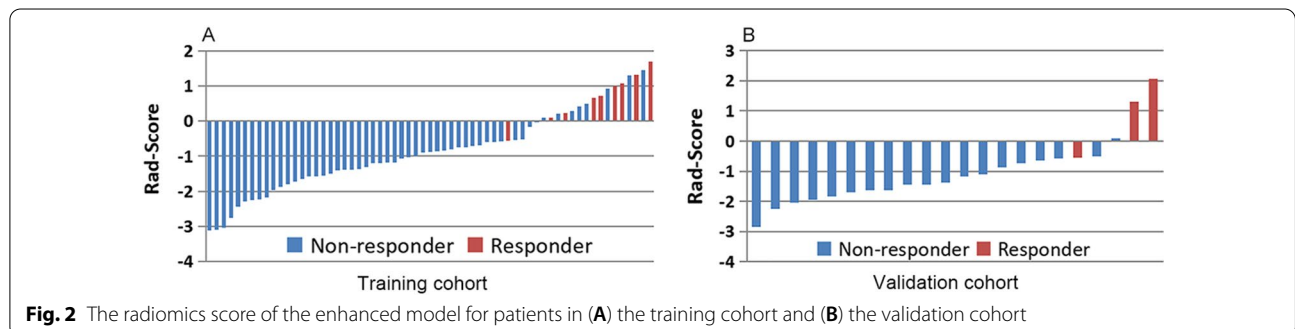 A
2
1
0
-1
-2
-3
-4
Rad-Score
Non-responder Responder
Training cohort
B
3
2
1
0
-1
-2
-3
-4
Rad-Score
Non-responder Responder
Validation cohort
Fig. 2 The radiomics score of the enhanced model for patients in (A) the training cohort and (B) the validation cohort